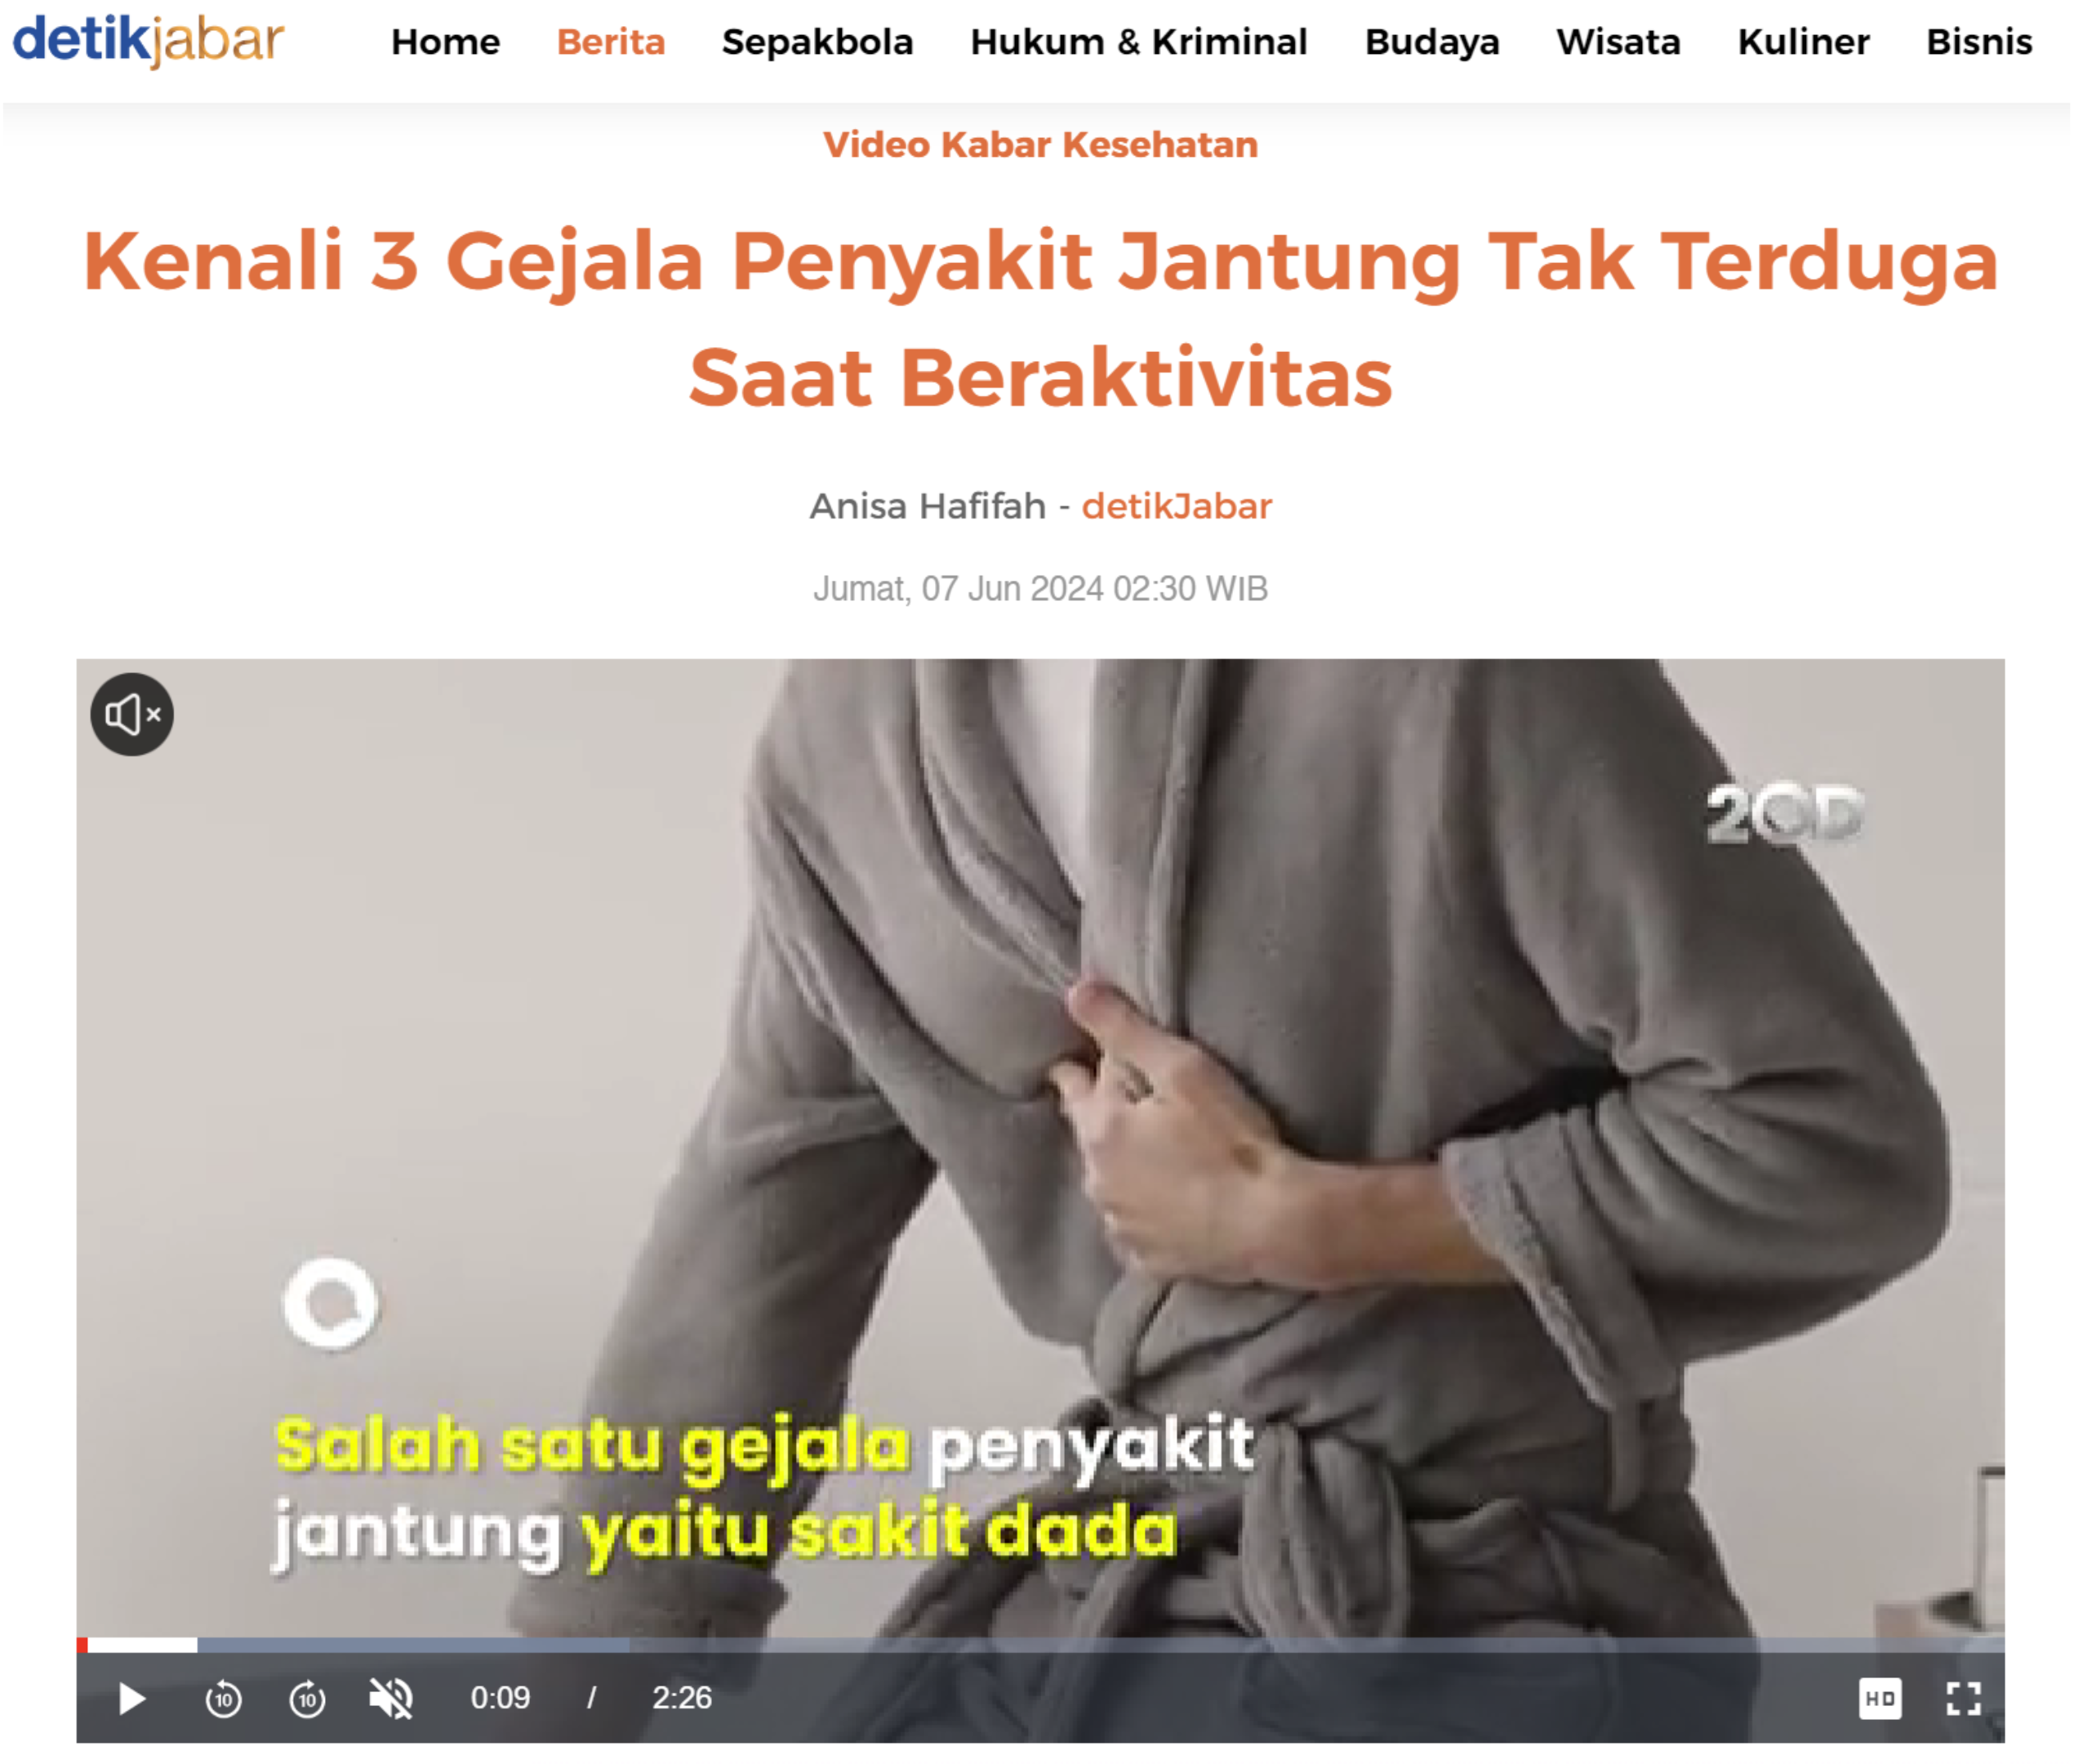 detikjabar Home Berita Sepakbola Hukum & Kriminal Budaya Wisata Kuliner Bisnis
Video Kabar Kesehatan
Kenali 3 Gejala Penyakit Jantung Tak Terduga
Saat Beraktivitas
Anisa Hafifah - detikJabar
Jumat, 07 Jun 2024 02:30 WIB
20D
Salah satu gejala penyakit
jantung yaitu sakit dada
10 10 0:09 / 2:26 HD